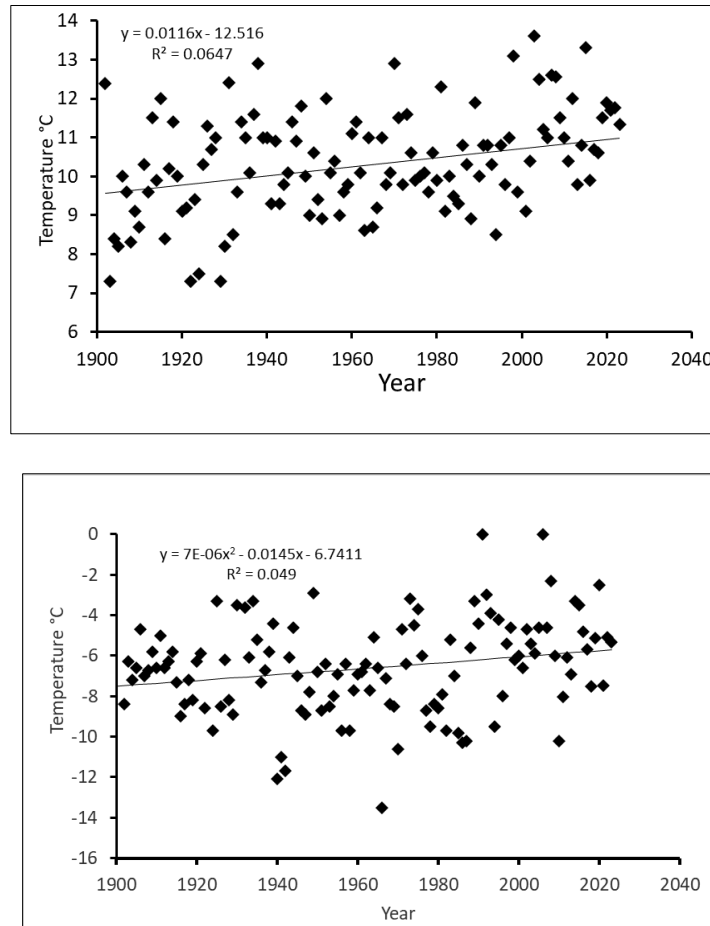 y = 0.0116x - 12.516
R² = 0.0647
Temperature °C
14
13
12
11
10
9
8
7
6
1900 1920 1940 1960 1980 2000 2020 2040
Year
y = 7E-06x² - 0.0145x - 6.7411
R² = 0.049
Temperature °C
0
-2
-4
-6
-8
-10
-12
-14
-16
1900 1920 1940 1960 1980 2000 2020 2040
Year